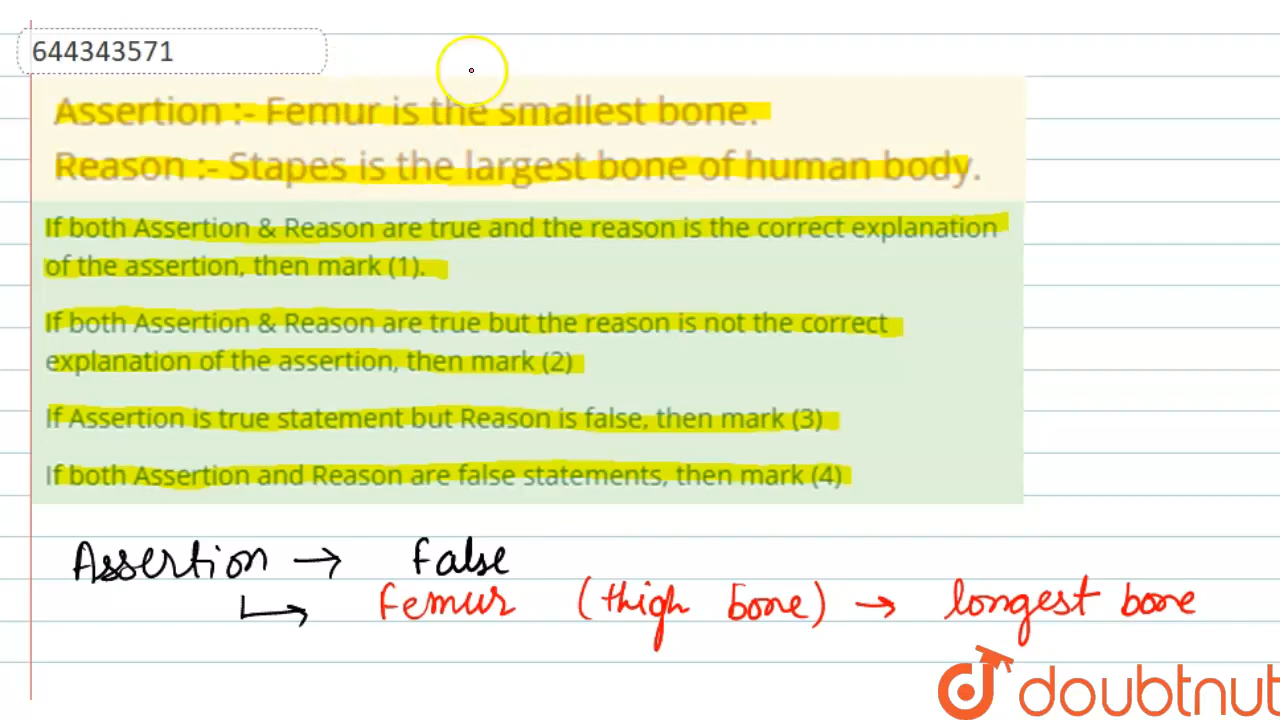 644343571
Assertion :- Femur is the smallest bone.
Reason :- Stapes is the largest bone of human body.
If both Assertion & Reason are true and the reason is the correct explanation
of the assertion, then mark (1).
If both Assertion & Reason are true but the reason is not the correct
explanation of the assertion, then mark (2)
If Assertion is true statement but Reason is false, then mark (3)
If both Assertion and Reason are false statements, then mark (4)
Assertion → false
↳ femur (thigh bone) → longest bone
doubtnut